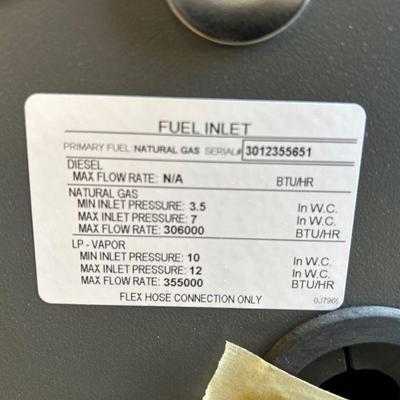 FUEL INLET
PRIMARY FUEL: NATURAL GAS SERIAL# 3012355651
DIESEL
MAX FLOW RATE: N/A BTU/HR
NATURAL GAS
MIN INLET PRESSURE: 3.5 In W.C.
MAX INLET PRESSURE: 7 In W.C.
MAX FLOW RATE: 306000 BTU/HR
LP - VAPOR
MIN INLET PRESSURE: 10 In W.C.
MAX INLET PRESSURE: 12 In W.C.
MAX FLOW RATE: 355000 BTU/HR
FLEX HOSE CONNECTION ONLY